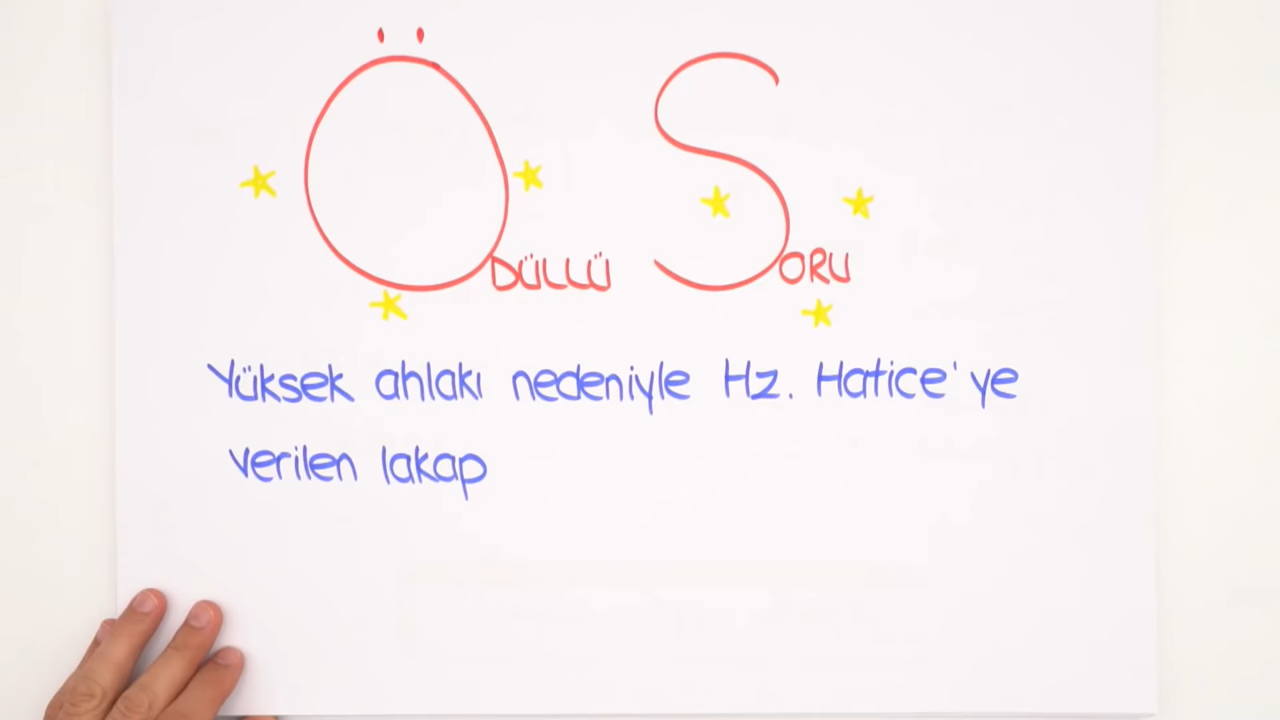 ÖDÜLLÜ SORU
Yüksek ahlakı nedeniyle Hz. Hatice'ye
verilen lakap